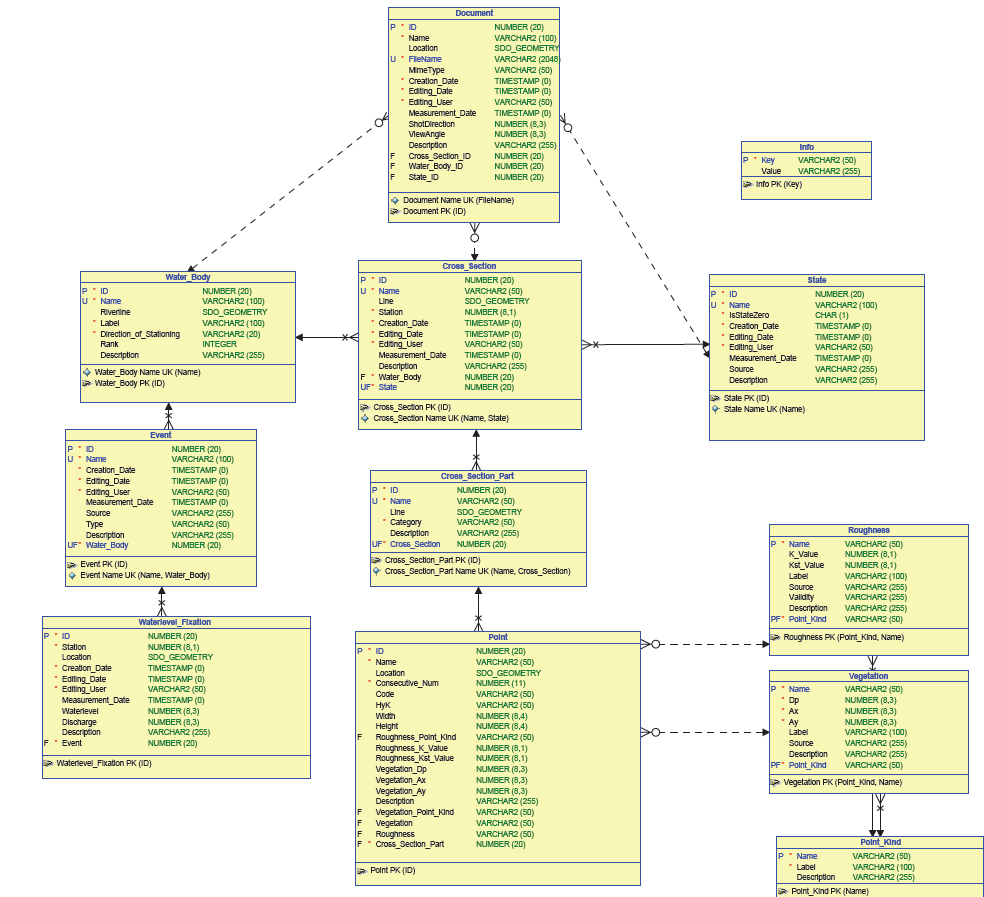 Document
P * ID NUMBER (20)
* Name VARCHAR2 (100)
Location SDO_GEOMETRY
U * FileName VARCHAR2 (2048)
MimeType VARCHAR2 (50)
* Creation_Date TIMESTAMP (0)
* Editing_Date TIMESTAMP (0)
* Editing_User VARCHAR2 (50)
Measurement_Date TIMESTAMP (0)
ShotDirection NUMBER (8,3)
ViewAngle NUMBER (8,3)
Description VARCHAR2 (255)
F Cross_Section_ID NUMBER (20)
F Water_Body_ID NUMBER (20)
F State_ID NUMBER (20)
Document Name UK (FileName)
Document PK (ID)
Info
P * Key VARCHAR2 (50)
Value VARCHAR2 (255)
Info PK (Key)
Water_Body
P * ID NUMBER (20)
U * Name VARCHAR2 (100)
Riverline SDO_GEOMETRY
* Label VARCHAR2 (100)
* Direction_of_Stationing VARCHAR2 (20)
Rank INTEGER
Description VARCHAR2 (255)
Water_Body Name UK (Name)
Water_Body PK (ID)
Cross_Section
P * ID NUMBER (20)
U * Name VARCHAR2 (50)
Line SDO_GEOMETRY
* Station NUMBER (8,1)
* Creation_Date TIMESTAMP (0)
* Editing_Date TIMESTAMP (0)
* Editing_User VARCHAR2 (50)
Measurement_Date TIMESTAMP (0)
Description VARCHAR2 (255)
F * Water_Body NUMBER (20)
UF* State NUMBER (20)
Cross_Section PK (ID)
Cross_Section Name UK (Name, State)
State
P * ID NUMBER (20)
U * Name VARCHAR2 (100)
* IsStateZero CHAR (1)
* Creation_Date TIMESTAMP (0)
* Editing_Date TIMESTAMP (0)
* Editing_User VARCHAR2 (50)
Measurement_Date TIMESTAMP (0)
Source VARCHAR2 (255)
Description VARCHAR2 (255)
State PK (ID)
State Name UK (Name)
Event
P * ID NUMBER (20)
U * Name VARCHAR2 (100)
* Creation_Date TIMESTAMP (0)
* Editing_Date TIMESTAMP (0)
* Editing_User VARCHAR2 (50)
Measurement_Date TIMESTAMP (0)
Source VARCHAR2 (255)
Type VARCHAR2 (50)
Description VARCHAR2 (255)
UF* Water_Body NUMBER (20)
Event PK (ID)
Event Name UK (Name, Water_Body)
Cross_Section_Part
P * ID NUMBER (20)
U * Name VARCHAR2 (50)
Line SDO_GEOMETRY
* Category VARCHAR2 (50)
Description VARCHAR2 (255)
UF* Cross_Section NUMBER (20)
Cross_Section_Part PK (ID)
Cross_Section_Part Name UK (Name, Cross_Section)
Roughness
P * Name VARCHAR2 (50)
K_Value NUMBER (8,1)
Kst_Value NUMBER (8,1)
Label VARCHAR2 (100)
Source VARCHAR2 (255)
Validity VARCHAR2 (255)
Description VARCHAR2 (255)
PF* Point_Kind VARCHAR2 (50)
Roughness PK (Point_Kind, Name)
Waterlevel_Fixation
P * ID NUMBER (20)
* Station NUMBER (8,1)
Location SDO_GEOMETRY
* Creation_Date TIMESTAMP (0)
* Editing_Date TIMESTAMP (0)
* Editing_User VARCHAR2 (50)
Measurement_Date TIMESTAMP (0)
Waterlevel NUMBER (8,3)
Discharge NUMBER (8,3)
Description VARCHAR2 (255)
F * Event NUMBER (20)
Waterlevel_Fixation PK (ID)
Point
P * ID NUMBER (20)
* Name VARCHAR2 (50)
Location SDO_GEOMETRY
* Consecutive_Num NUMBER (11)
Code VARCHAR2 (50)
HyK VARCHAR2 (50)
Width NUMBER (8,4)
Height NUMBER (8,4)
F Roughness_Point_Kind VARCHAR2 (50)
Roughness_K_Value NUMBER (8,1)
Roughness_Kst_Value NUMBER (8,1)
Vegetation_Dp NUMBER (8,3)
Vegetation_Ax NUMBER (8,3)
Vegetation_Ay NUMBER (8,3)
Description VARCHAR2 (255)
F Vegetation_Point_Kind VARCHAR2 (50)
F Vegetation VARCHAR2 (50)
F Roughness VARCHAR2 (50)
F * Cross_Section_Part NUMBER (20)
Point PK (ID)
Vegetation
P * Name VARCHAR2 (50)
* Dp NUMBER (8,3)
* Ax NUMBER (8,3)
* Ay NUMBER (8,3)
Label VARCHAR2 (100)
Source VARCHAR2 (255)
Description VARCHAR2 (255)
PF* Point_Kind VARCHAR2 (50)
Vegetation PK (Point_Kind, Name)
Point_Kind
P * Name VARCHAR2 (50)
* Label VARCHAR2 (100)
Description VARCHAR2 (255)
Point_Kind PK (Name)